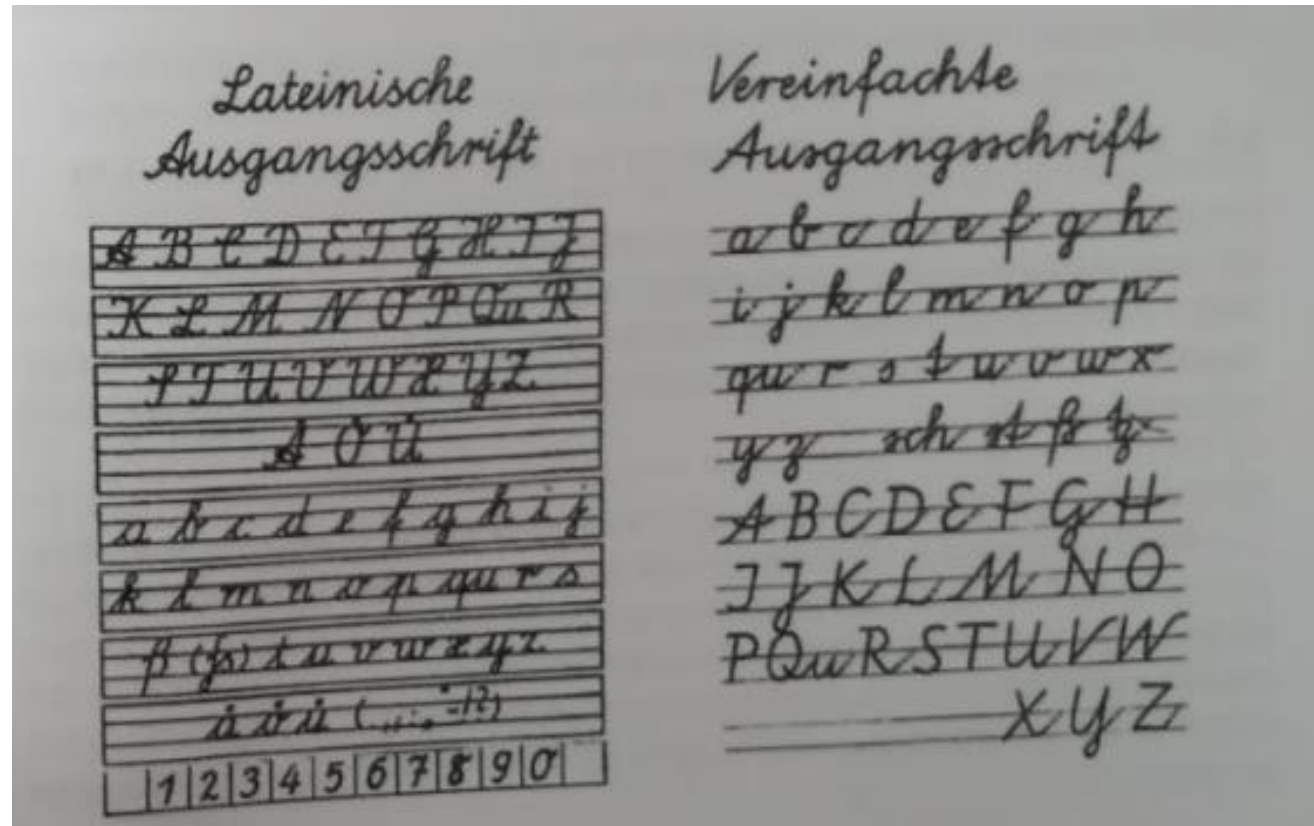 Lateinische
Ausgangsschrift
A B C D E F G H I J
K L M N O P Qu R
S T U V W X Y Z
Ä Ö Ü
a b c d e f g h i j
k l m n o p qu r s
ß (ſs) t u v w x y z
ä ö ü ( , „ : . " - ! ? )
1 2 3 4 5 6 7 8 9 0
Vereinfachte
Ausgangsschrift
a b c d e f g h
i j k l m n o p
qu r s t u v w x
y z sch st ß tz
A B C D E F G H
I J K L M N O
P Qu R S T U V W
X Y Z